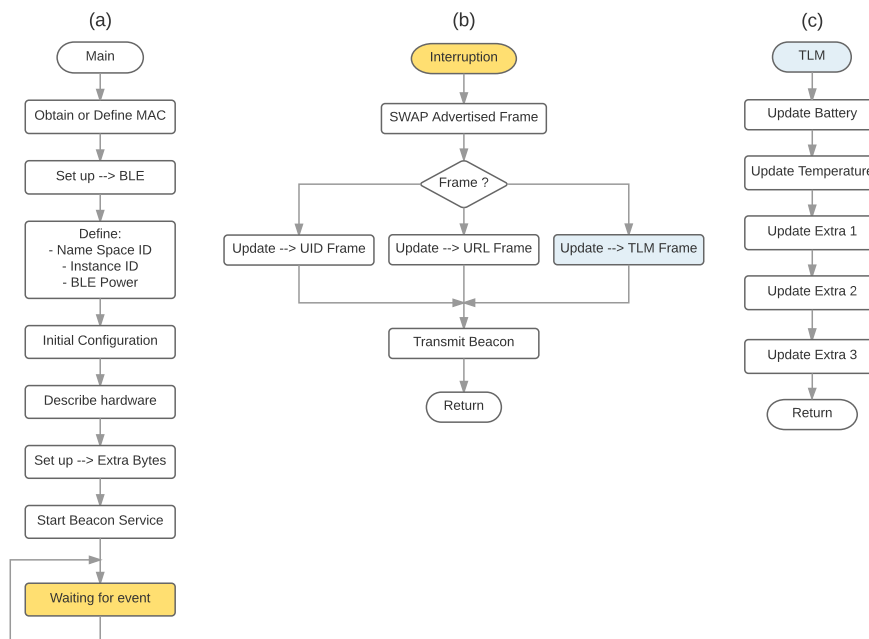 (a)
Main
Obtain or Define MAC
Set up --> BLE
Define:
- Name Space ID
- Instance ID
- BLE Power
Initial Configuration
Describe hardware
Set up --> Extra Bytes
Start Beacon Service
Waiting for event
(b)
Interruption
SWAP Advertised Frame
Frame ?
Update --> UID Frame
Update --> URL Frame
Update --> TLM Frame
Transmit Beacon
Return
(c)
TLM
Update Battery
Update Temperature
Update Extra 1
Update Extra 2
Update Extra 3
Return